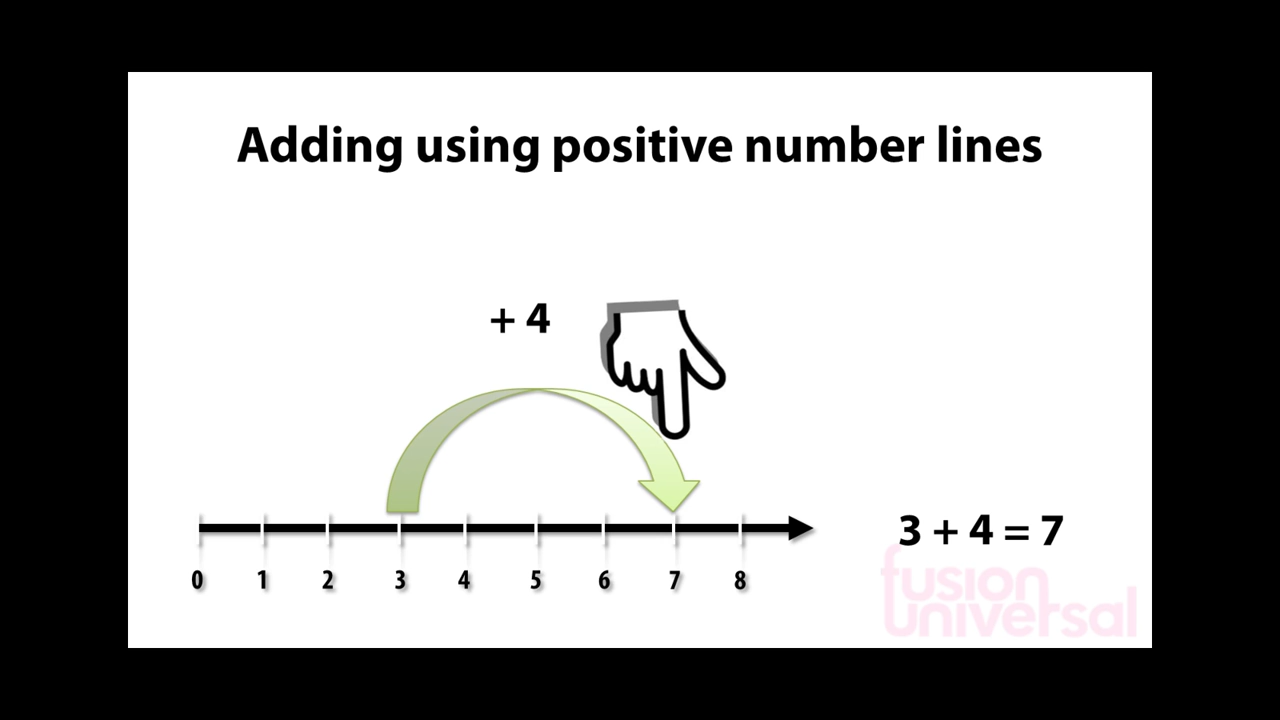 Adding using positive number lines
+ 4
3 + 4 = 7
0 1 2 3 4 5 6 7 8
fusion
universal